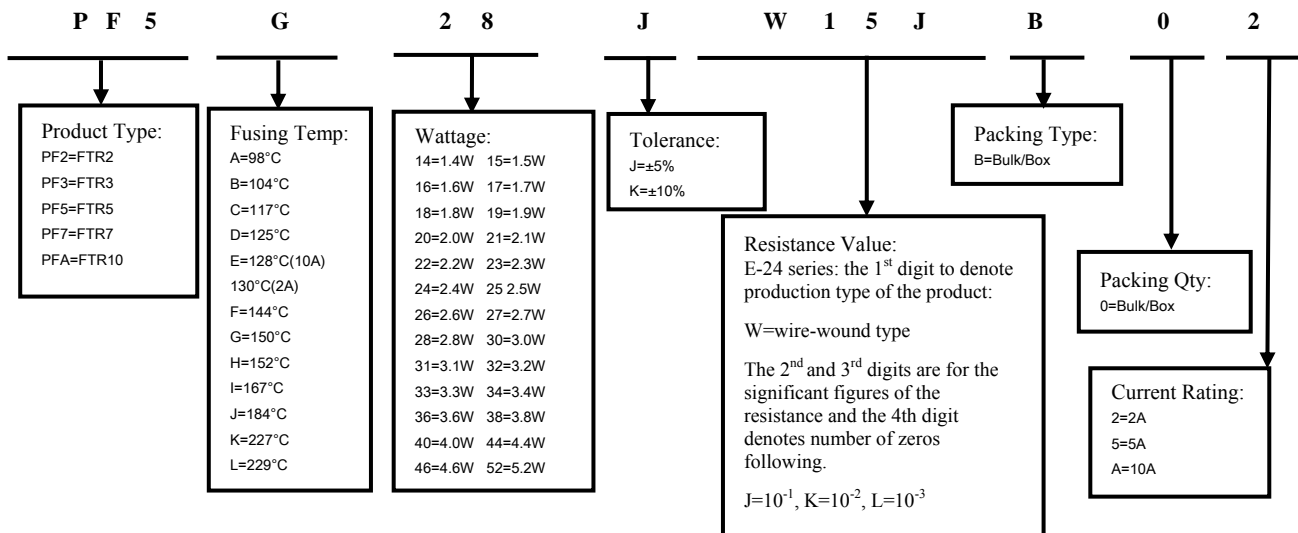 P F 5 G 2 8 J W 1 5 J B 0 2
Product Type:
PF2=FTR2
PF3=FTR3
PF5=FTR5
PF7=FTR7
PFA=FTR10
Fusing Temp:
A=98°C
B=104°C
C=117°C
D=125°C
E=128°C(10A)
130°C(2A)
F=144°C
G=150°C
H=152°C
I=167°C
J=184°C
K=227°C
L=229°C
Wattage:
14=1.4W 15=1.5W
16=1.6W 17=1.7W
18=1.8W 19=1.9W
20=2.0W 21=2.1W
22=2.2W 23=2.3W
24=2.4W 25 2.5W
26=2.6W 27=2.7W
28=2.8W 30=3.0W
31=3.1W 32=3.2W
33=3.3W 34=3.4W
36=3.6W 38=3.8W
40=4.0W 44=4.4W
46=4.6W 52=5.2W
Tolerance:
J=±5%
K=±10%
Resistance Value:
E-24 series: the 1st digit to denote
production type of the product:
W=wire-wound type
The 2nd and 3rd digits are for the
significant figures of the
resistance and the 4th digit
denotes number of zeros
following.
J=10-1, K=10-2, L=10-3
Packing Type:
B=Bulk/Box
Packing Qty:
0=Bulk/Box
Current Rating:
2=2A
5=5A
A=10A